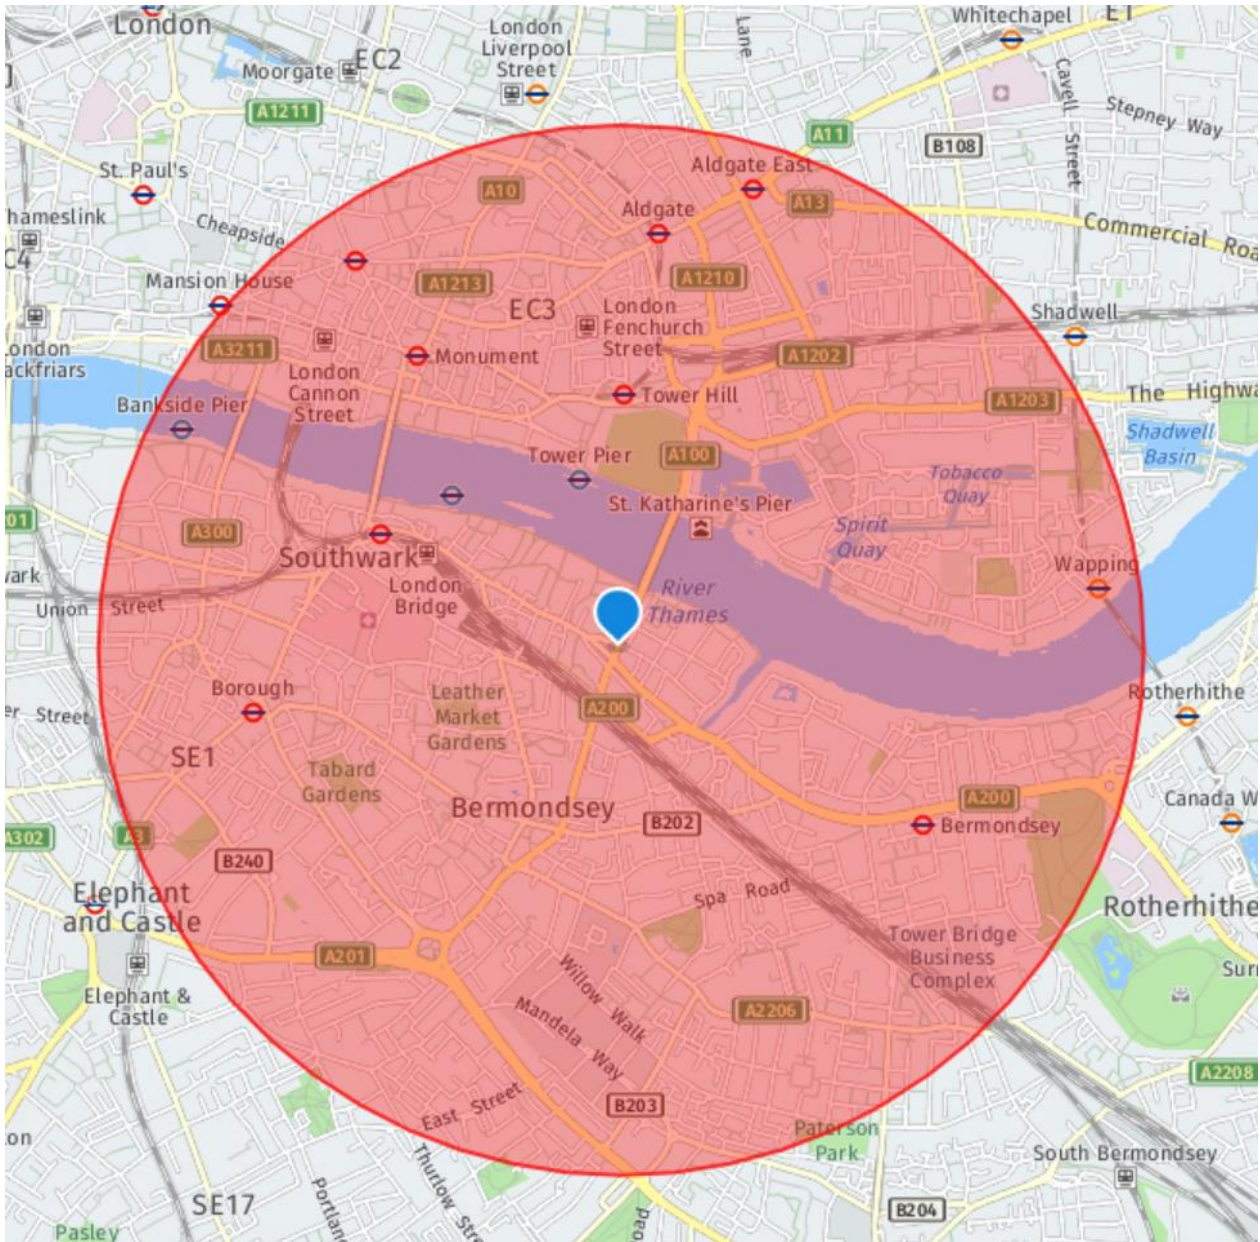 London
EC2
Moorgate
London
Liverpool
Street
Lane
Whitechapel
E1
A1211
A11
B108
Cavell Street
Stepney Way
St. Paul's
Aldgate East
A10
A13
hameslink
Cheapside
Aldgate
Commercial Roa
C4
Mansion House
A1213
A1210
EC3
London
Fenchurch
Street
Shadwell
ondon
ackfriars
A3211
Monument
A1202
London
Cannon
Street
Tower Hill
A1203
The Highwa
Bankside Pier
Shadwell
Basin
Tower Pier
A100
Tobacco
Quay
St. Katharine's Pier
Spirit
Quay
01
A300
Southwark
London
Bridge
Wapping
wark
Union Street
River
Thames
Borough
Leather
Market
Gardens
A200
Rotherhithe
er Street
SE1
Tabard
Gardens
Bermondsey
B202
A200
Bermondsey
Canada W
A302
A3
B240
Elephant
and Castle
Spa Road
Rotherhithe
A201
Tower Bridge
Business
Complex
Surr
Elephant &
Castle
Willow Walk
Mandela Way
A2206
East Street
B203
A2208
Paterson
Park
on
Thurlow Stre
South Bermondsey
SE17
Portlan
oad
B204
Pasley